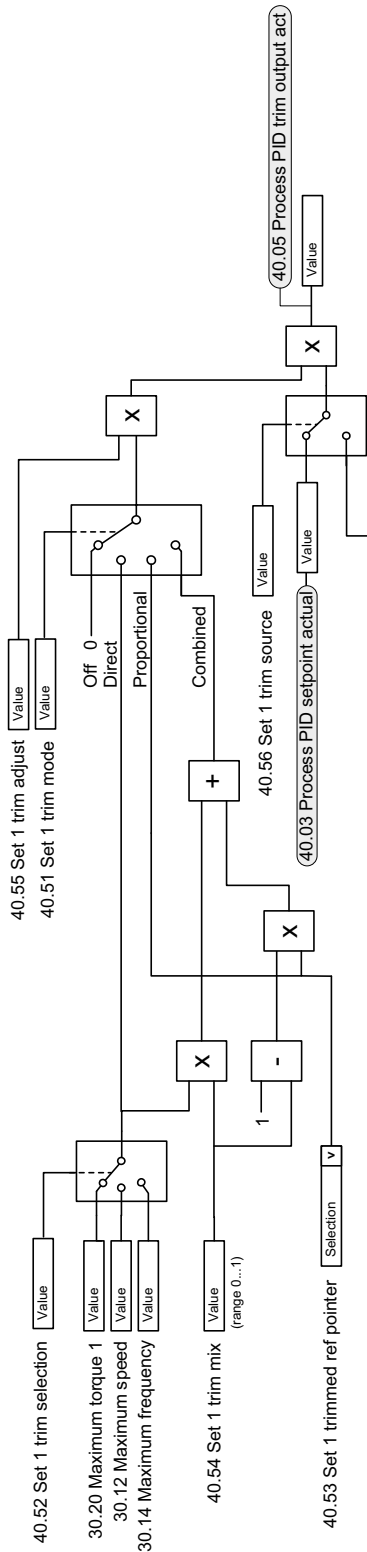 40.55 Set 1 trim adjust
Value
40.51 Set 1 trim mode
Value
40.52 Set 1 trim selection
Value
30.20 Maximum torque 1
Value
30.12 Maximum speed
Value
30.14 Maximum frequency
Value
40.54 Set 1 trim mix
Value
(range 0...1)
40.53 Set 1 trimmed ref pointer
Selection
v
1
-
x
x
+
Off 0
Direct
Proportional
Combined
x
40.56 Set 1 trim source
Value
40.03 Process PID setpoint actual
Value
x
40.05 Process PID trim output act
Value